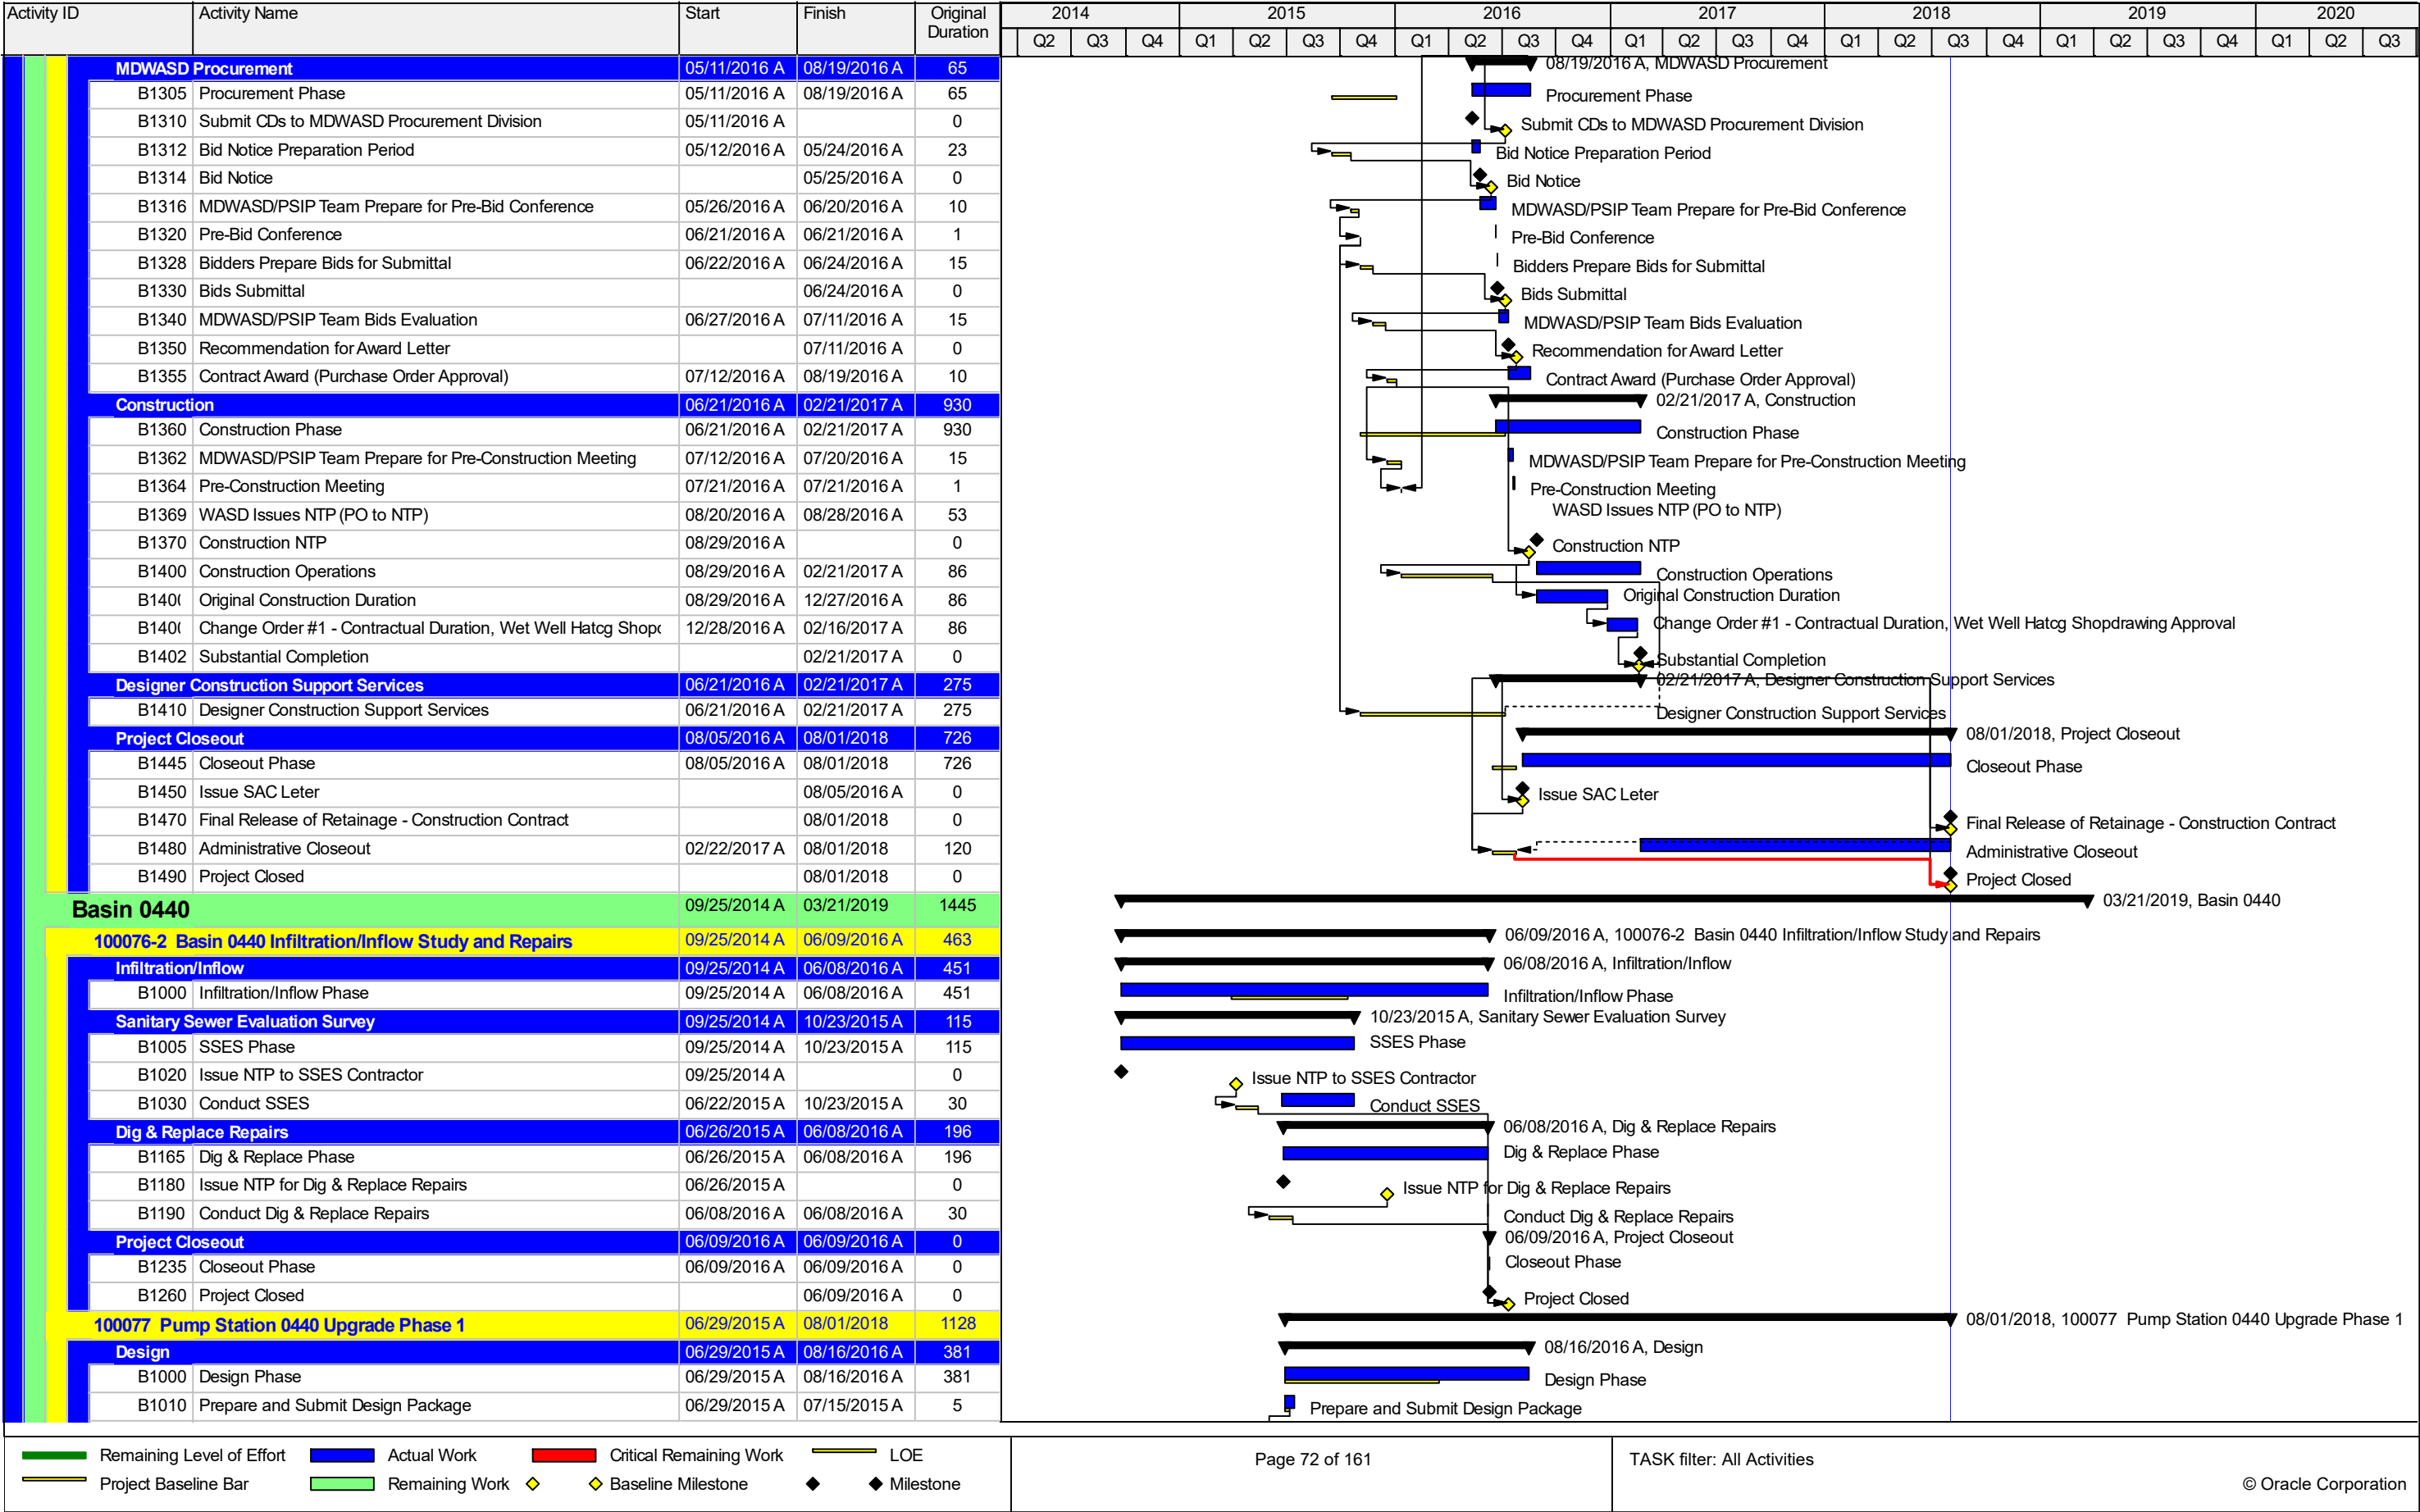 Activity ID Activity Name Start Finish Original Duration 2014 2015 2016 2017 2018 2019 2020
Q2 Q3 Q4 Q1 Q2 Q3 Q4 Q1 Q2 Q3 Q4 Q1 Q2 Q3 Q4 Q1 Q2 Q3 Q4 Q1 Q2 Q3 Q4 Q1 Q2 Q3
MDWASD Procurement 05/11/2016 A 08/19/2016 A 65 08/19/2016 A, MDWASD Procurement
B1305 Procurement Phase 05/11/2016 A 08/19/2016 A 65 Procurement Phase
B1310 Submit CDs to MDWASD Procurement Division 05/11/2016 A 0 Submit CDs to MDWASD Procurement Division
B1312 Bid Notice Preparation Period 05/12/2016 A 05/24/2016 A 23 Bid Notice Preparation Period
B1314 Bid Notice 05/25/2016 A 0 Bid Notice
B1316 MDWASD/PSIP Team Prepare for Pre-Bid Conference 05/26/2016 A 06/20/2016 A 10 MDWASD/PSIP Team Prepare for Pre-Bid Conference
B1320 Pre-Bid Conference 06/21/2016 A 06/21/2016 A 1 Pre-Bid Conference
B1328 Bidders Prepare Bids for Submittal 06/22/2016 A 06/24/2016 A 15 Bidders Prepare Bids for Submittal
B1330 Bids Submittal 06/24/2016 A 0 Bids Submittal
B1340 MDWASD/PSIP Team Bids Evaluation 06/27/2016 A 07/11/2016 A 15 MDWASD/PSIP Team Bids Evaluation
B1350 Recommendation for Award Letter 07/11/2016 A 0 Recommendation for Award Letter
B1355 Contract Award (Purchase Order Approval) 07/12/2016 A 08/19/2016 A 10 Contract Award (Purchase Order Approval)
Construction 06/21/2016 A 02/21/2017 A 930 02/21/2017 A, Construction
B1360 Construction Phase 06/21/2016 A 02/21/2017 A 930 Construction Phase
B1362 MDWASD/PSIP Team Prepare for Pre-Construction Meeting 07/12/2016 A 07/20/2016 A 15 MDWASD/PSIP Team Prepare for Pre-Construction Meeting
B1364 Pre-Construction Meeting 07/21/2016 A 07/21/2016 A 1 Pre-Construction Meeting
B1369 WASD Issues NTP (PO to NTP) 08/20/2016 A 08/28/2016 A 53 WASD Issues NTP (PO to NTP)
B1370 Construction NTP 08/29/2016 A 0 Construction NTP
B1400 Construction Operations 08/29/2016 A 02/21/2017 A 86 Construction Operations
B140( Original Construction Duration 08/29/2016 A 12/27/2016 A 86 Original Construction Duration
B140( Change Order #1 - Contractual Duration, Wet Well Hatcg Shopc 12/28/2016 A 02/16/2017 A 86 Change Order #1 - Contractual Duration, Wet Well Hatcg Shopdrawing Approval
B1402 Substantial Completion 02/21/2017 A 0 Substantial Completion
Designer Construction Support Services 06/21/2016 A 02/21/2017 A 275 02/21/2017 A, Designer Construction Support Services
B1410 Designer Construction Support Services 06/21/2016 A 02/21/2017 A 275 Designer Construction Support Services
Project Closeout 08/05/2016 A 08/01/2018 726 08/01/2018, Project Closeout
B1445 Closeout Phase 08/05/2016 A 08/01/2018 726 Closeout Phase
B1450 Issue SAC Leter 08/05/2016 A 0 Issue SAC Leter
B1470 Final Release of Retainage - Construction Contract 08/01/2018 0 Final Release of Retainage - Construction Contract
B1480 Administrative Closeout 02/22/2017 A 08/01/2018 120 Administrative Closeout
B1490 Project Closed 08/01/2018 0 Project Closed
Basin 0440 09/25/2014 A 03/21/2019 1445 03/21/2019, Basin 0440
100076-2 Basin 0440 Infiltration/Inflow Study and Repairs 09/25/2014 A 06/09/2016 A 463 06/09/2016 A, 100076-2 Basin 0440 Infiltration/Inflow Study and Repairs
Infiltration/Inflow 09/25/2014 A 06/08/2016 A 451 06/08/2016 A, Infiltration/Inflow
B1000 Infiltration/Inflow Phase 09/25/2014 A 06/08/2016 A 451 Infiltration/Inflow Phase
Sanitary Sewer Evaluation Survey 09/25/2014 A 10/23/2015 A 115 10/23/2015 A, Sanitary Sewer Evaluation Survey
B1005 SSES Phase 09/25/2014 A 10/23/2015 A 115 SSES Phase
B1020 Issue NTP to SSES Contractor 09/25/2014 A 0 Issue NTP to SSES Contractor
B1030 Conduct SSES 06/22/2015 A 10/23/2015 A 30 Conduct SSES
Dig & Replace Repairs 06/26/2015 A 06/08/2016 A 196 06/08/2016 A, Dig & Replace Repairs
B1165 Dig & Replace Phase 06/26/2015 A 06/08/2016 A 196 Dig & Replace Phase
B1180 Issue NTP for Dig & Replace Repairs 06/26/2015 A 0 Issue NTP for Dig & Replace Repairs
B1190 Conduct Dig & Replace Repairs 06/08/2016 A 06/08/2016 A 30 Conduct Dig & Replace Repairs
Project Closeout 06/09/2016 A 06/09/2016 A 0 06/09/2016 A, Project Closeout
B1235 Closeout Phase 06/09/2016 A 06/09/2016 A 0 Closeout Phase
B1260 Project Closed 06/09/2016 A 0 Project Closed
100077 Pump Station 0440 Upgrade Phase 1 06/29/2015 A 08/01/2018 1128 08/01/2018, 100077 Pump Station 0440 Upgrade Phase 1
Design 06/29/2015 A 08/16/2016 A 381 08/16/2016 A, Design
B1000 Design Phase 06/29/2015 A 08/16/2016 A 381 Design Phase
B1010 Prepare and Submit Design Package 06/29/2015 A 07/15/2015 A 5 Prepare and Submit Design Package
Remaining Level of Effort Actual Work Critical Remaining Work LOE Page 72 of 161 TASK filter: All Activities
Project Baseline Bar Remaining Work Baseline Milestone Milestone © Oracle Corporation